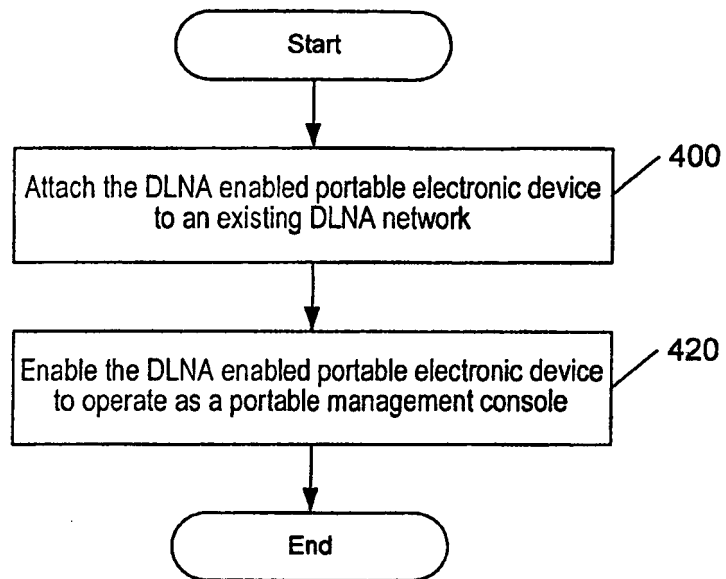 Start
400
Attach the DLNA enabled portable electronic device
to an existing DLNA network
420
Enable the DLNA enabled portable electronic device
to operate as a portable management console
End